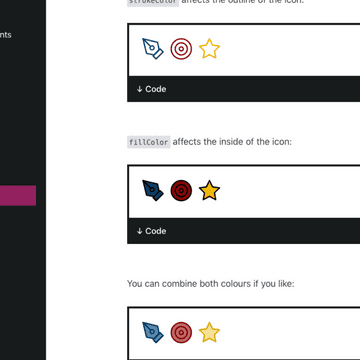 nts
strokeColor affects the outline of the icon:
↓ Code
fillColor affects the inside of the icon:
↓ Code
You can combine both colours if you like: